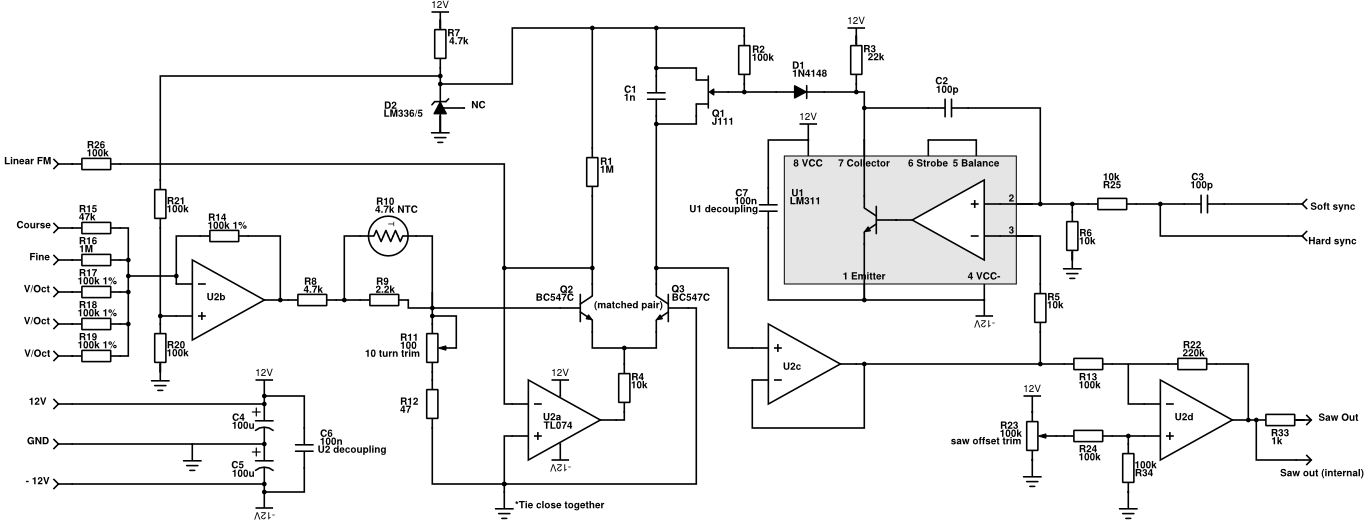 12V
R7
4.7k
12V
R2
100k
D1
1N4148
R3
22k
C2
100p
D2
LM336/5
NC
C1
1n
Q1
J111
12V
8 VCC
7 Collector
6 Strobe
5 Balance
R26
100k
Linear FM
R1
1M
C7
100n
U1 decoupling
U1
LM311
+
2
−
3
1 Emitter
4 VCC-
-12V
10k
R25
C3
100p
Soft sync
Hard sync
R6
10k
R5
10k
R21
100k
R10
4.7k NTC
T
R15
47k
Course
R14
100k 1%
R16
1M
Fine
R17
100k 1%
V/Oct
R18
100k 1%
V/Oct
R19
100k 1%
V/Oct
−
U2b
+
R20
100k
R8
4.7k
R9
2.2k
Q2
BC547C
(matched pair)
Q3
BC547C
R11
100
10 turn trim
R12
47
R4
10k
12V
−
U2a
TL074
+
-12V
*Tie close together
+
−
U2c
R13
100k
R22
220k
−
U2d
+
12V
R23
100k
saw offset trim
R24
100k
100k
R34
R33
1k
Saw Out
Saw out (internal)
12V
12V
+
C4
100u
GND
+
C5
100u
C6
100n
U2 decoupling
- 12V
-12V